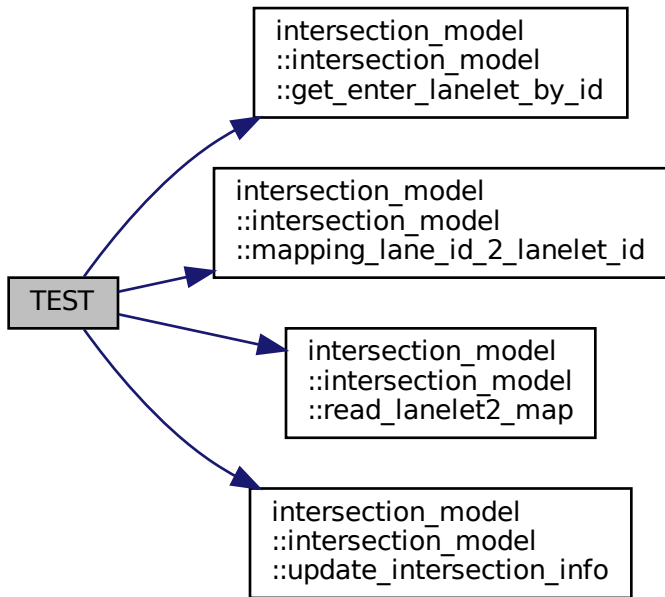 intersection_model
::intersection_model
::get_enter_lanelet_by_id
intersection_model
::intersection_model
::mapping_lane_id_2_lanelet_id
TEST
intersection_model
::intersection_model
::read_lanelet2_map
intersection_model
::intersection_model
::update_intersection_info